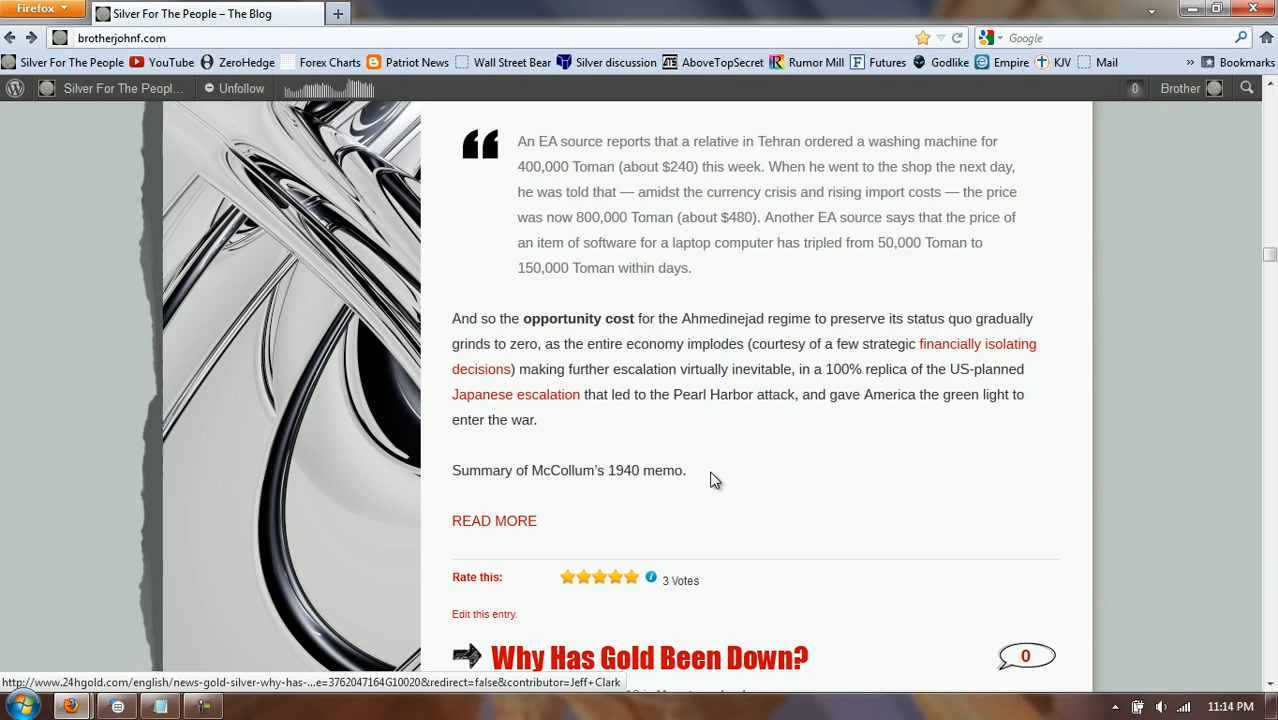 Firefox
Silver For The People – The Blog
brotherjohnf.com
Google
Silver For The People YouTube ZeroHedge Forex Charts Patriot News Wall Street Bear Silver discussion AboveTopSecret Rumor Mill Futures Godlike Empire KJV Mail » Bookmarks
Silver For The Peopl... Unfollow 0 Brother
An EA source reports that a relative in Tehran ordered a washing machine for
400,000 Toman (about $240) this week. When he went to the shop the next day,
he was told that — amidst the currency crisis and rising import costs — the price
was now 800,000 Toman (about $480). Another EA source says that the price of
an item of software for a laptop computer has tripled from 50,000 Toman to
150,000 Toman within days.
And so the opportunity cost for the Ahmedinejad regime to preserve its status quo gradually
grinds to zero, as the entire economy implodes (courtesy of a few strategic financially isolating
decisions) making further escalation virtually inevitable, in a 100% replica of the US-planned
Japanese escalation that led to the Pearl Harbor attack, and gave America the green light to
enter the war.
Summary of McCollum's 1940 memo.
READ MORE
Rate this: 3 Votes
Edit this entry.
Why Has Gold Been Down? 0
http://www.24hgold.com/english/news-gold-silver-why-has-...e=3762047164G10020&redirect=false&contributor=Jeff+Clark
11:14 PM